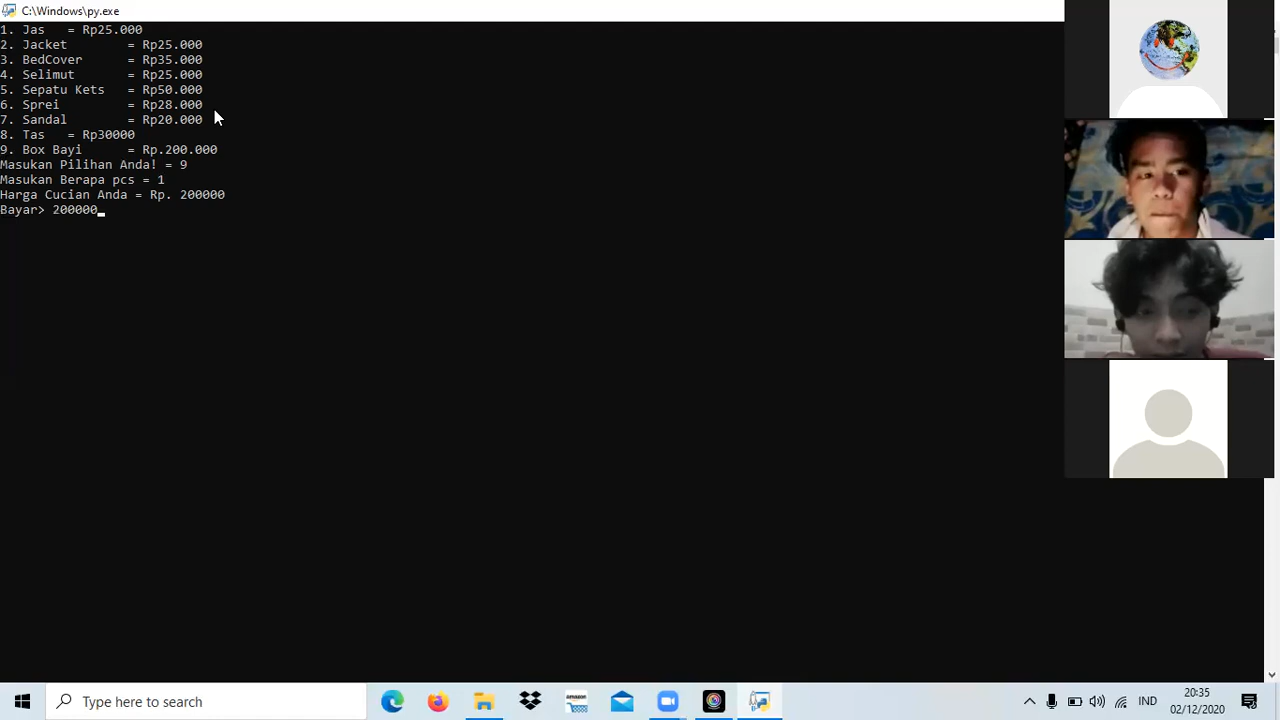 C:\Windows\py.exe
1. Jas   = Rp25.000
2. Jacket        = Rp25.000
3. BedCover      = Rp35.000
4. Selimut       = Rp25.000
5. Sepatu Kets   = Rp50.000
6. Sprei         = Rp28.000
7. Sandal        = Rp20.000
8. Tas   = Rp30000
9. Box Bayi      = Rp.200.000
Masukan Pilihan Anda! = 9
Masukan Berapa pcs = 1
Harga Cucian Anda = Rp. 200000
Bayar> 200000
Type here to search
amazon
IND
20:35
02/12/2020